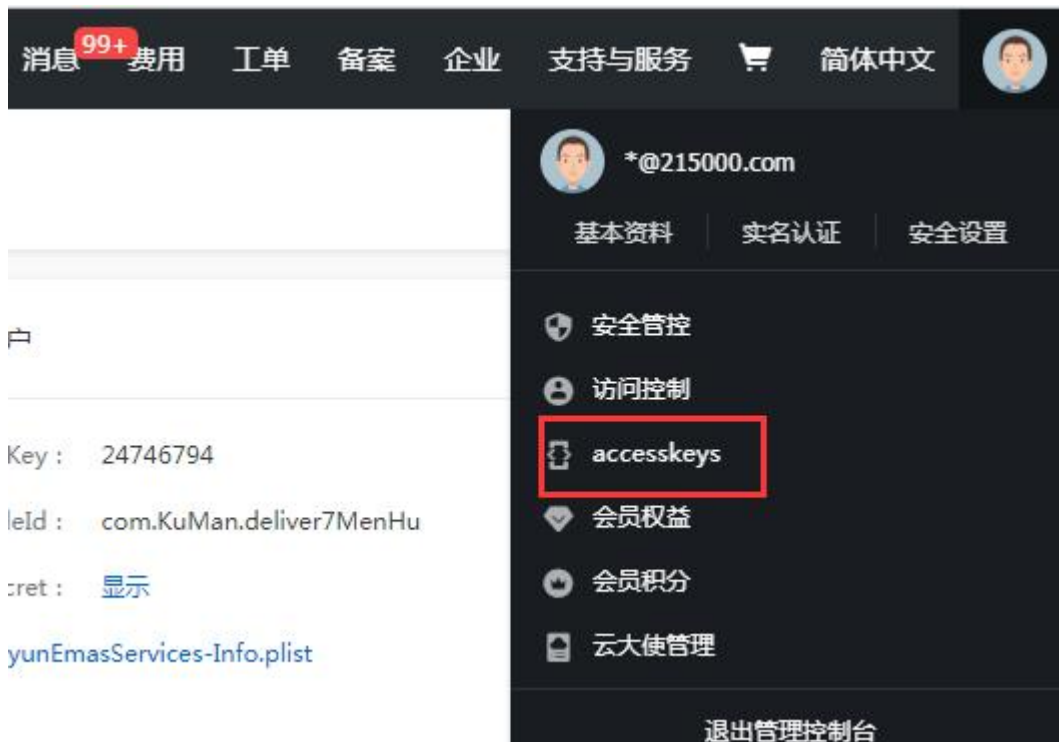 消息 99+ 费用 工单 备案 企业 支持与服务 简体中文
*@215000.com
基本资料 实名认证 安全设置
安全管控
户
访问控制
Key： 24746794
accesskeys
leId： com.KuMan.deliver7MenHu
会员权益
cret： 显示
会员积分
yunEmasServices-Info.plist
云大使管理
退出管理控制台